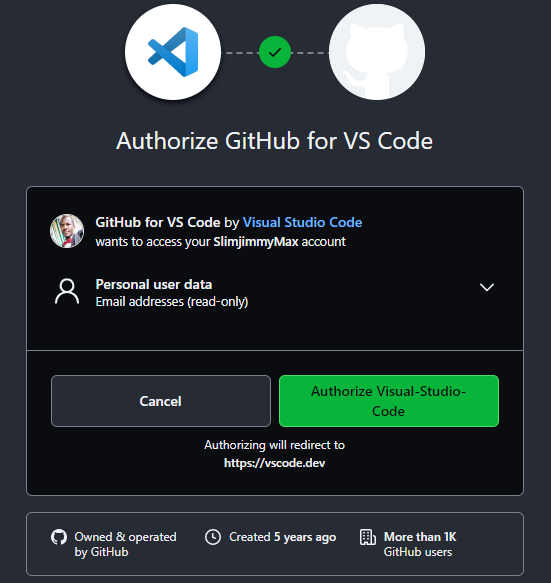 Authorize GitHub for VS Code
GitHub for VS Code by Visual Studio Code
wants to access your SlimjimmyMax account
Personal user data
Email addresses (read-only)
Cancel
Authorize Visual-Studio-
Code
Authorizing will redirect to
https://vscode.dev
Owned & operated
by GitHub
Created 5 years ago
More than 1K
GitHub users